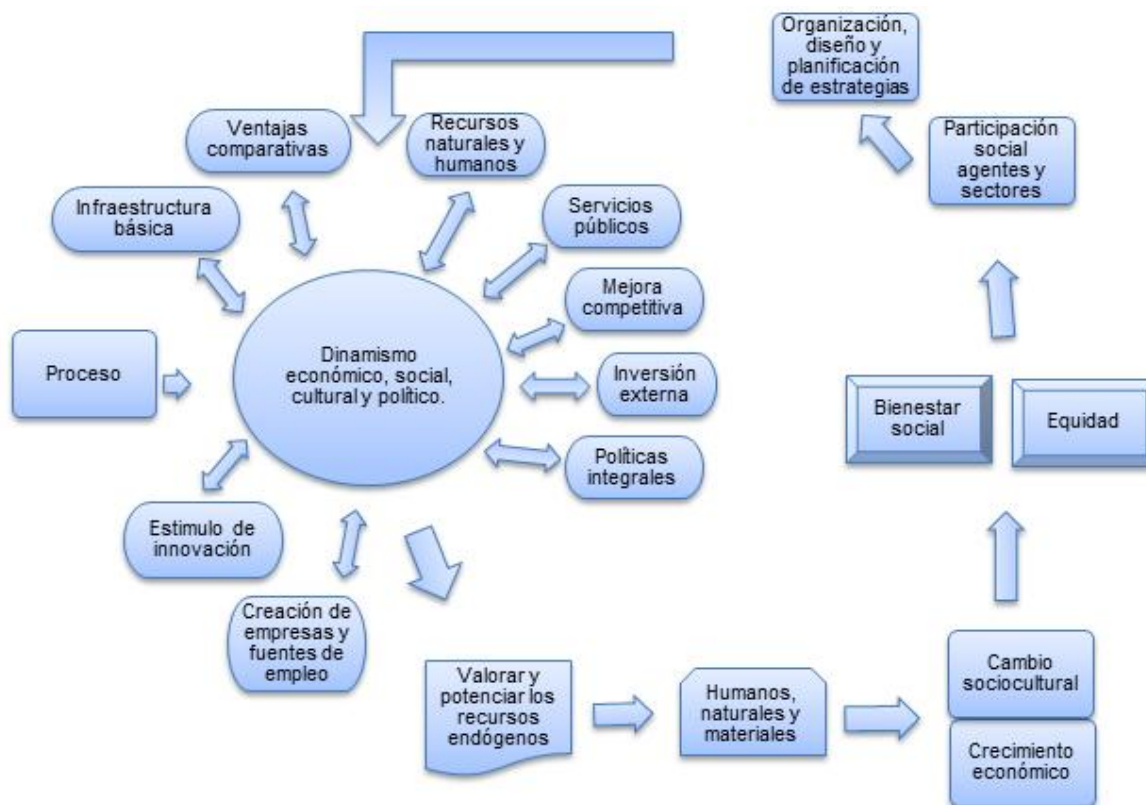 Organización,
diseño y
planificación
de estrategias
Participación
social
agentes y
sectores
Ventajas
comparativas
Recursos
naturales y
humanos
Infraestructura
básica
Servicios
públicos
Mejora
competitiva
Proceso
Dinamismo
económico, social,
cultural y político.
Inversión
externa
Bienestar
social
Equidad
Políticas
integrales
Estimulo de
innovación
Creación de
empresas y
fuentes de
empleo
Valorar y
potenciar los
recursos
endógenos
Humanos,
naturales y
materiales
Cambio
sociocultural
Crecimiento
económico